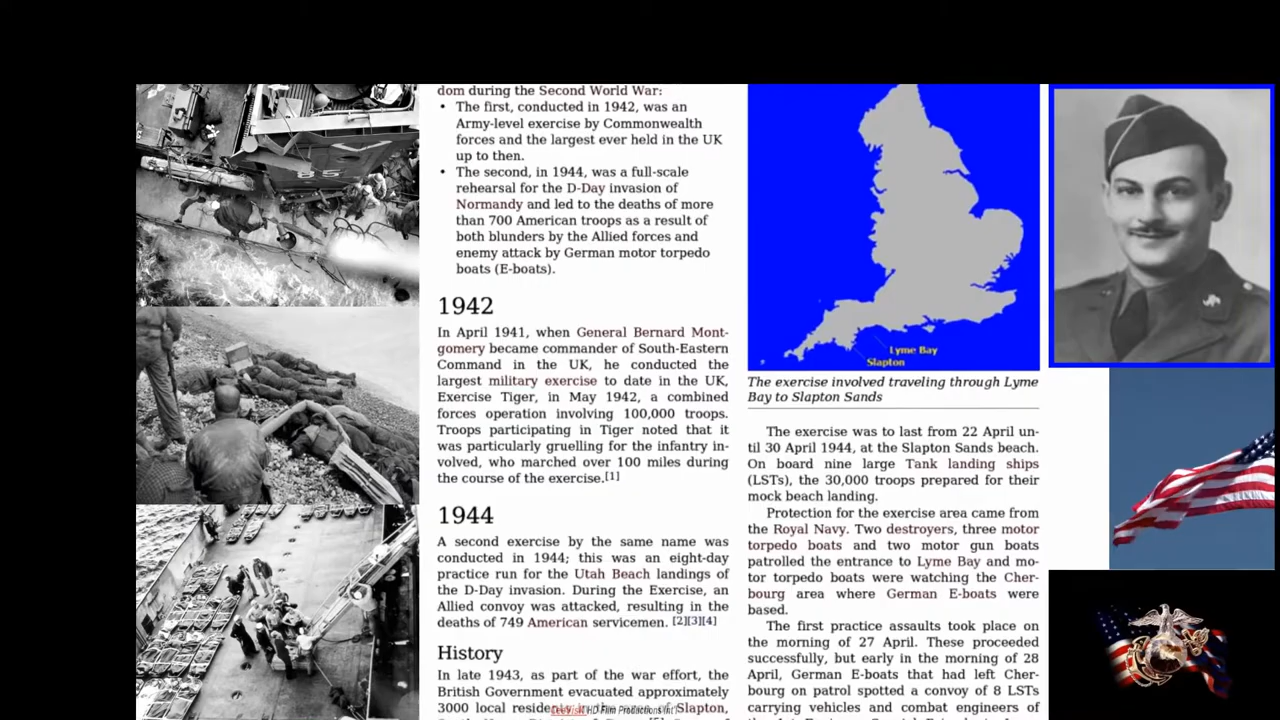 dom during the Second World War:
• The first, conducted in 1942, was an
Army-level exercise by Commonwealth
forces and the largest ever held in the UK
up to then.
• The second, in 1944, was a full-scale
rehearsal for the D-Day invasion of
Normandy and led to the deaths of more
than 700 American troops as a result of
both blunders by the Allied forces and
enemy attack by German motor torpedo
boats (E-boats).
1942
In April 1941, when General Bernard Mont-
gomery became commander of South-Eastern
Command in the UK, he conducted the
largest military exercise to date in the UK,
Exercise Tiger, in May 1942, a combined
forces operation involving 100,000 troops.
Troops participating in Tiger noted that it
was particularly gruelling for the infantry in-
volved, who marched over 100 miles during
the course of the exercise.[1]
1944
A second exercise by the same name was
conducted in 1944; this was an eight-day
practice run for the Utah Beach landings of
the D-Day invasion. During the Exercise, an
Allied convoy was attacked, resulting in the
deaths of 749 American servicemen. [2][3][4]
History
In late 1943, as part of the war effort, the
British Government evacuated approximately
3000 local residents in the area of Slapton,
HD Film Productions
Lyme Bay
Slapton
The exercise involved traveling through Lyme
Bay to Slapton Sands
The exercise was to last from 22 April un-
til 30 April 1944, at the Slapton Sands beach.
On board nine large Tank landing ships
(LSTs), the 30,000 troops prepared for their
mock beach landing.
Protection for the exercise area came from
the Royal Navy. Two destroyers, three motor
torpedo boats and two motor gun boats
patrolled the entrance to Lyme Bay and mo-
tor torpedo boats were watching the Cher-
bourg area where German E-boats were
based.
The first practice assaults took place on
the morning of 27 April. These proceeded
successfully, but early in the morning of 28
April, German E-boats that had left Cher-
bourg on patrol spotted a convoy of 8 LSTs
carrying vehicles and combat engineers of